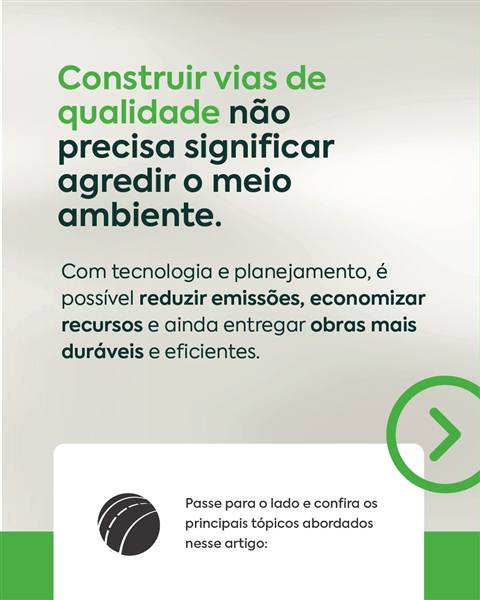 Construir vias de
qualidade não
precisa significar
agredir o meio
ambiente.
Com tecnologia e planejamento, é
possível reduzir emissões, economizar
recursos e ainda entregar obras mais
duráveis e eficientes.
Passe para o lado e confira os
principais tópicos abordados
nesse artigo: